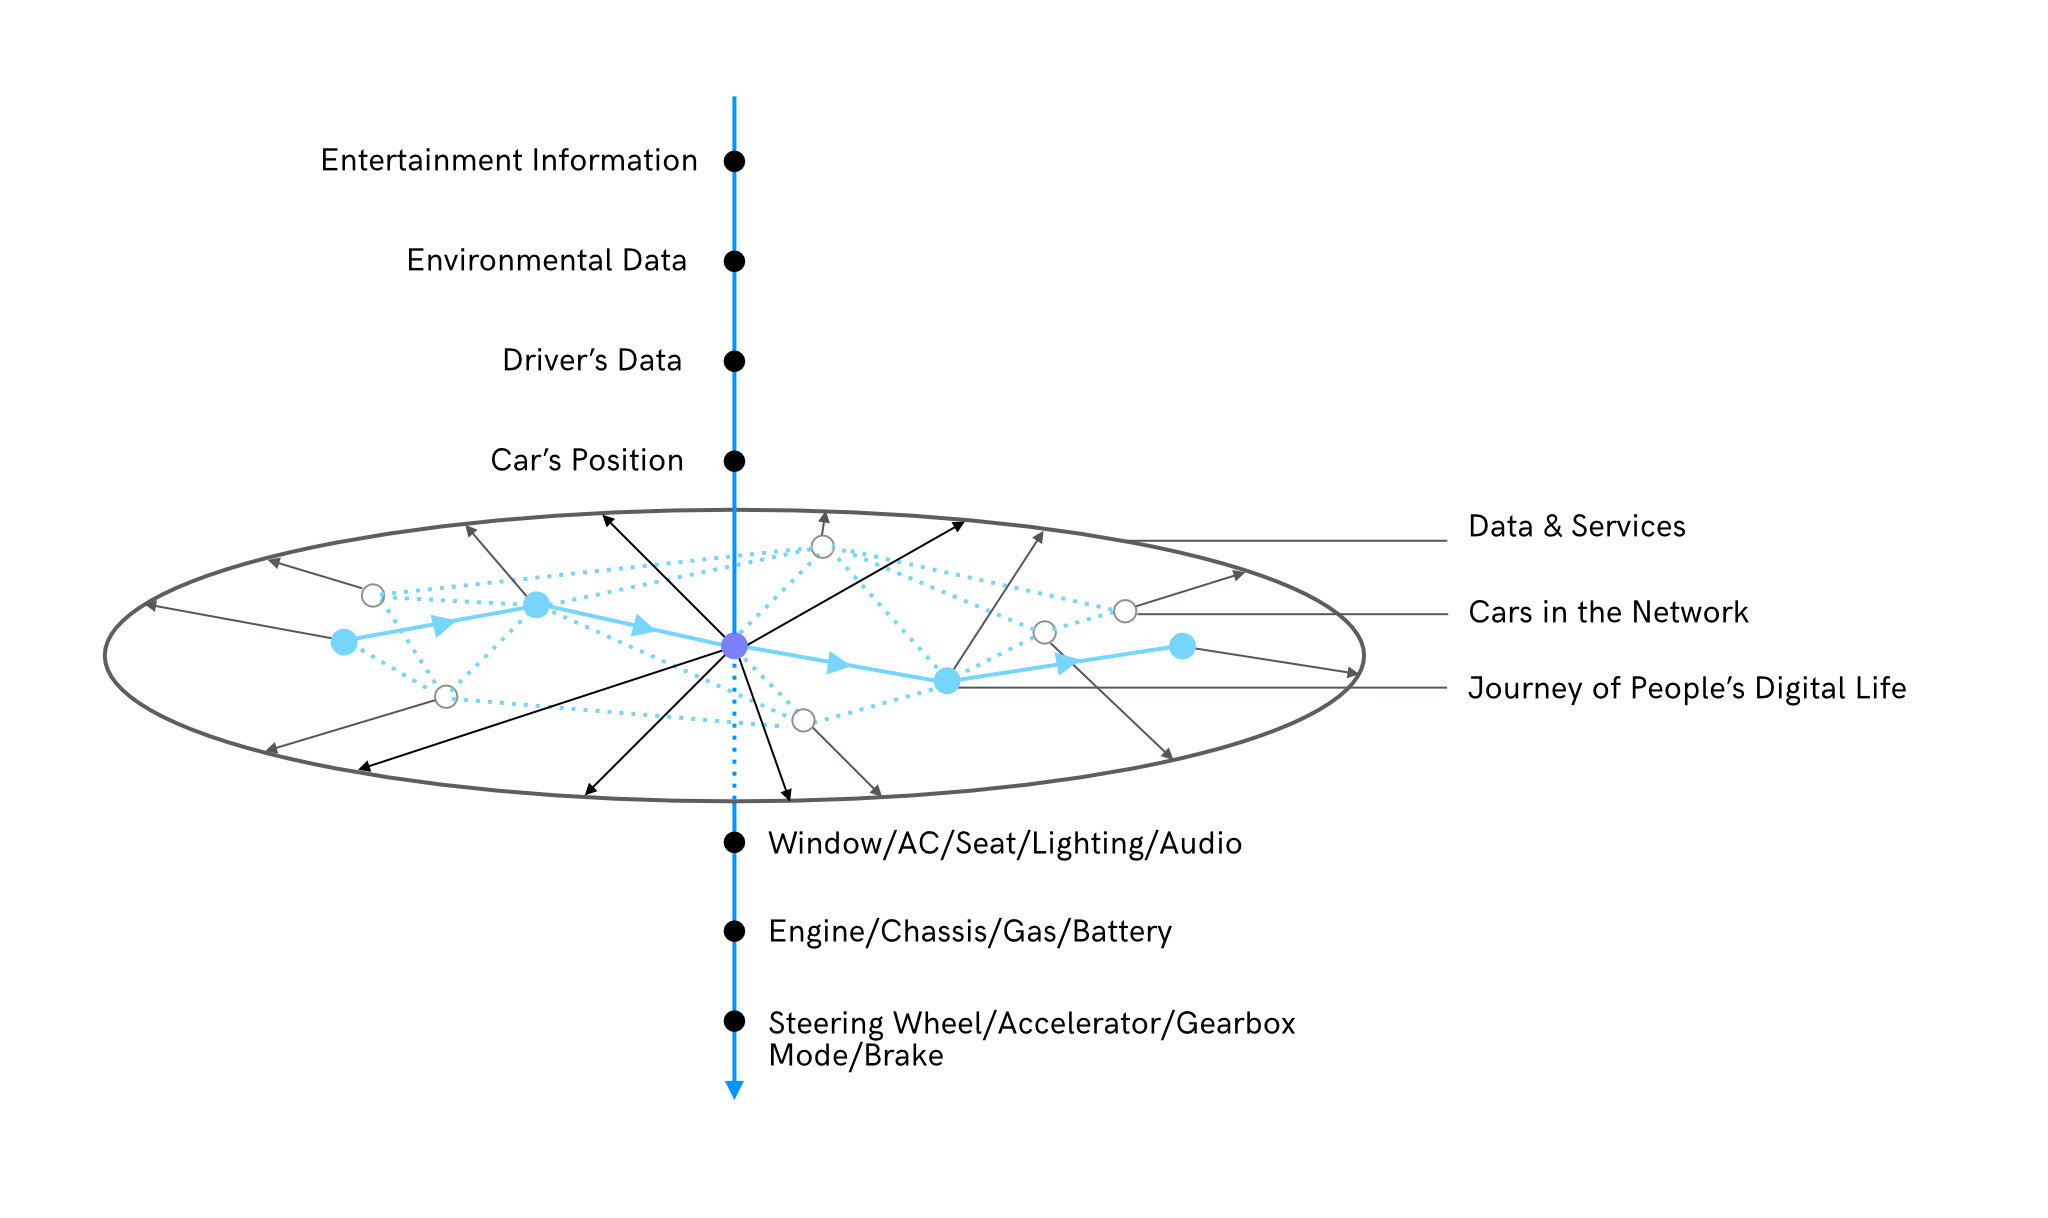 Entertainment Information
Environmental Data
Driver’s Data
Car’s Position
Data & Services
Cars in the Network
Journey of People’s Digital Life
Window/AC/Seat/Lighting/Audio
Engine/Chassis/Gas/Battery
Steering Wheel/Accelerator/Gearbox
Mode/Brake